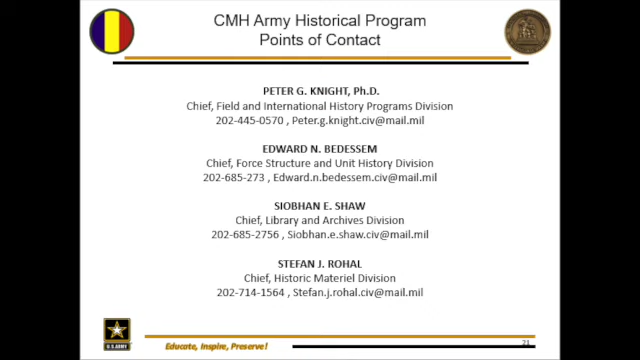 CMH Army Historical Program
Points of Contact
PETER G. KNIGHT, Ph.D.
Chief, Field and International History Programs Division
202-445-0570 , Peter.g.knight.civ@mail.mil
EDWARD N. BEDESSEM
Chief, Force Structure and Unit History Division
202-685-273 , Edward.n.bedessem.civ@mail.mil
SIOBHAN E. SHAW
Chief, Library and Archives Division
202-685-2756 , Siobhan.e.shaw.civ@mail.mil
STEFAN J. ROHAL
Chief, Historic Materiel Division
202-714-1564 , Stefan.j.rohal.civ@mail.mil
U.S.ARMY
Educate, Inspire, Preserve!
21